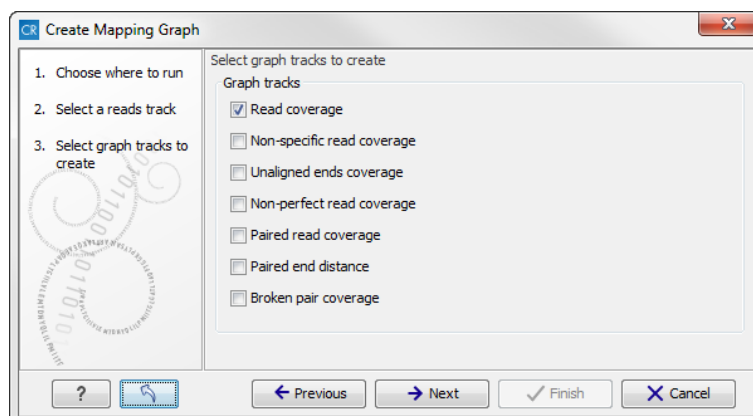 CR Create Mapping Graph
1. Choose where to run
2. Select a reads track
3. Select graph tracks to
create
Select graph tracks to create
Graph tracks
Read coverage
Non-specific read coverage
Unaligned ends coverage
Non-perfect read coverage
Paired read coverage
Paired end distance
Broken pair coverage
?
Previous
Next
Finish
Cancel